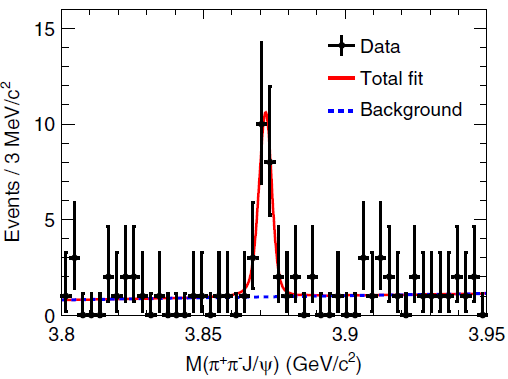 Events / 3 MeV/c²
15
10
5
0
Data
Total fit
Background
3.8 3.85 3.9 3.95
M(π⁺π⁻J/ψ) (GeV/c²)